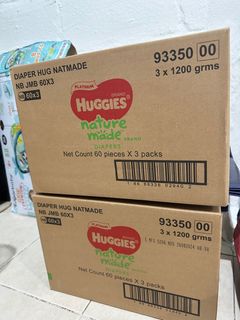 DIAPER HUG NATMADE
NB JMB 60X3
60x3
93350 00
3 x 1200 grms
PLATINUM
HUGGIES
BRAND
nature
made
BRAND
DIAPERS
Net Count 60 pieces X 3 packs
DIAPER HUG NATMADE
NB JMB 60X3
60x3
93350 00
3 x 1200 grms
PLATINUM
HUGGIES
nature
made
DIAPERS
Net Count 60 pieces X 3 packs